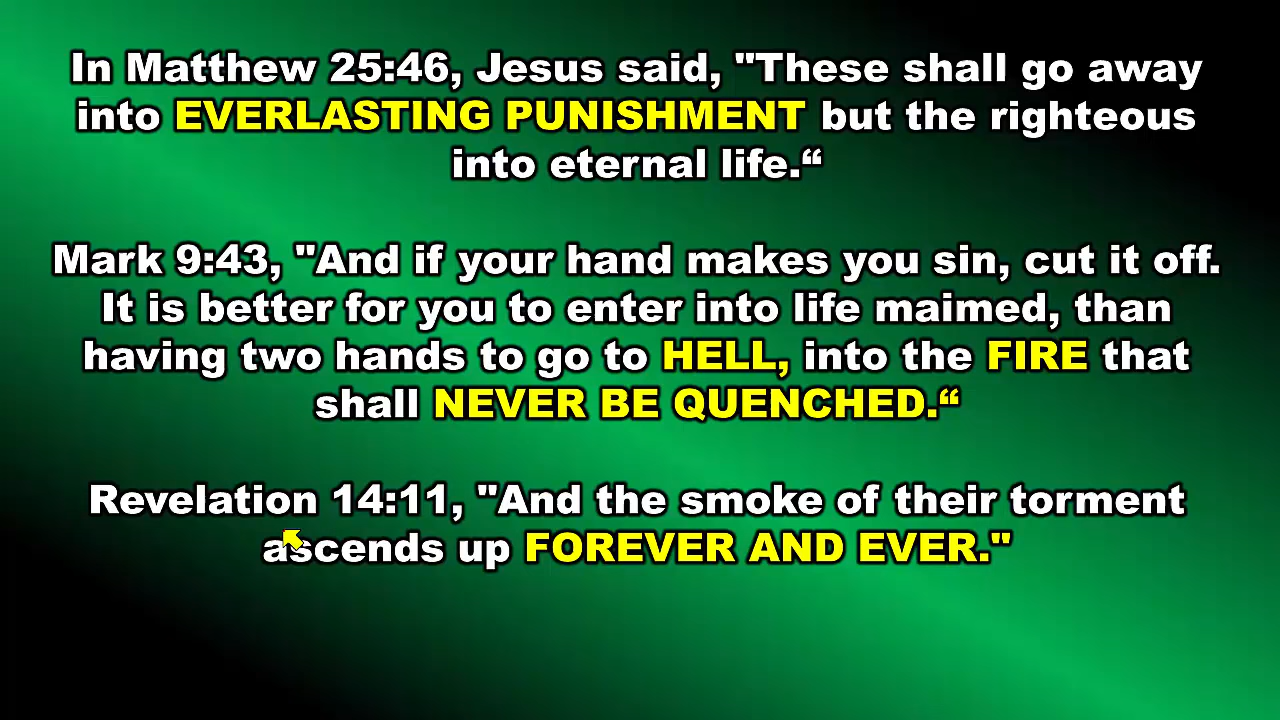 In Matthew 25:46, Jesus said, "These shall go away
into EVERLASTING PUNISHMENT but the righteous
into eternal life.“
Mark 9:43, "And if your hand makes you sin, cut it off.
It is better for you to enter into life maimed, than
having two hands to go to HELL, into the FIRE that
shall NEVER BE QUENCHED.“
Revelation 14:11, "And the smoke of their torment
ascends up FOREVER AND EVER."